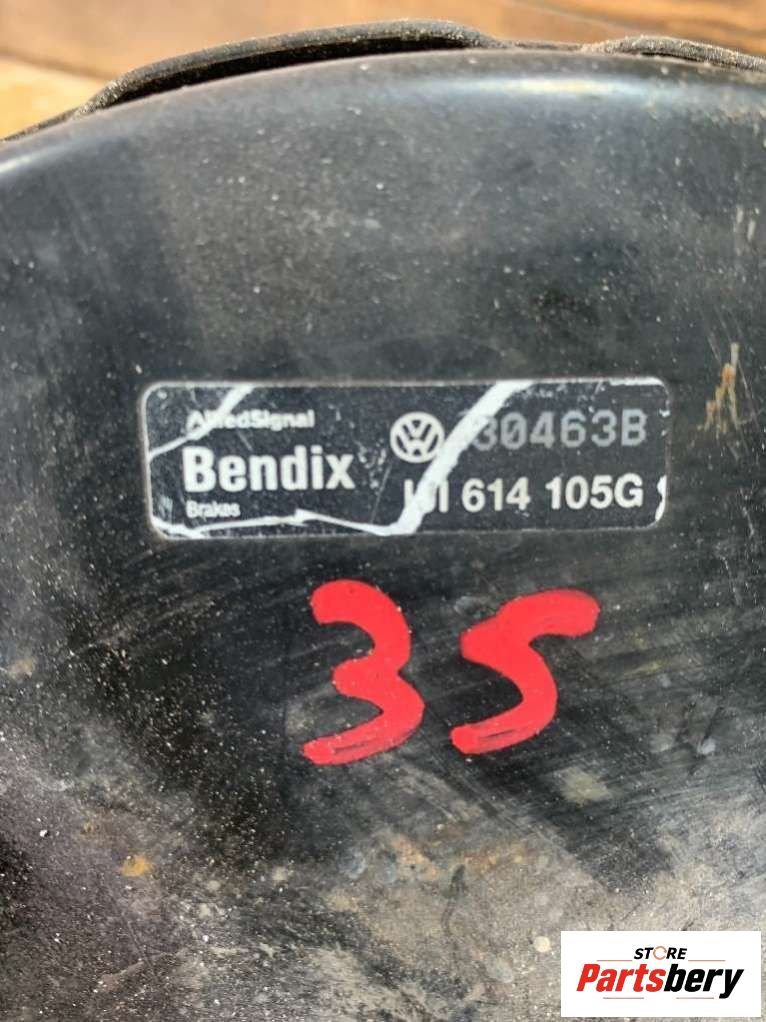 AlliedSignal
Bendix
Brakes
30463B
614 105G
35
STORE
Partsbery